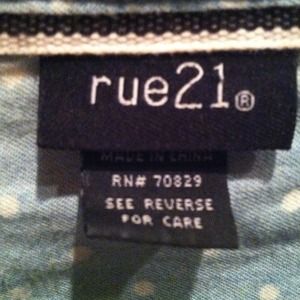 rue21®
MADE IN CHINA
RN# 70829
SEE REVERSE
FOR CARE